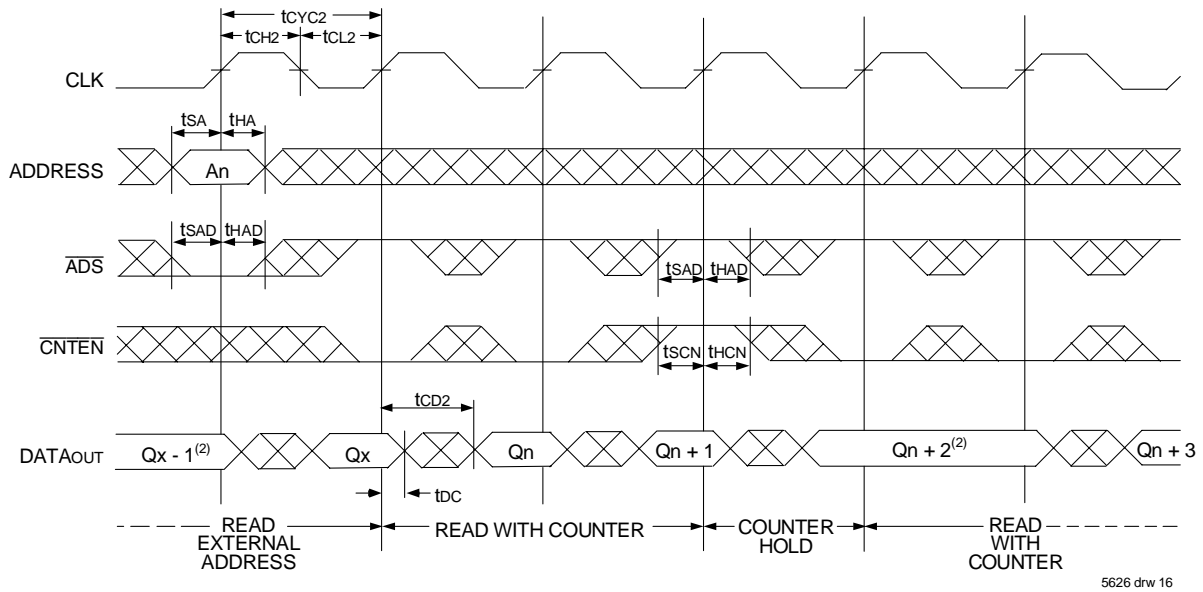 tCYC2
tCH2 tCL2
CLK
tSA tHA
ADDRESS An
tSAD tHAD
ADS tSAD tHAD
CNTEN
tSCN tHCN
tCD2
DATAOUT Qx - 1(2) Qx Qn Qn + 1 Qn + 2(2) Qn + 3
tDC
READ EXTERNAL ADDRESS
READ WITH COUNTER
COUNTER HOLD
READ WITH COUNTER
5626 drw 16